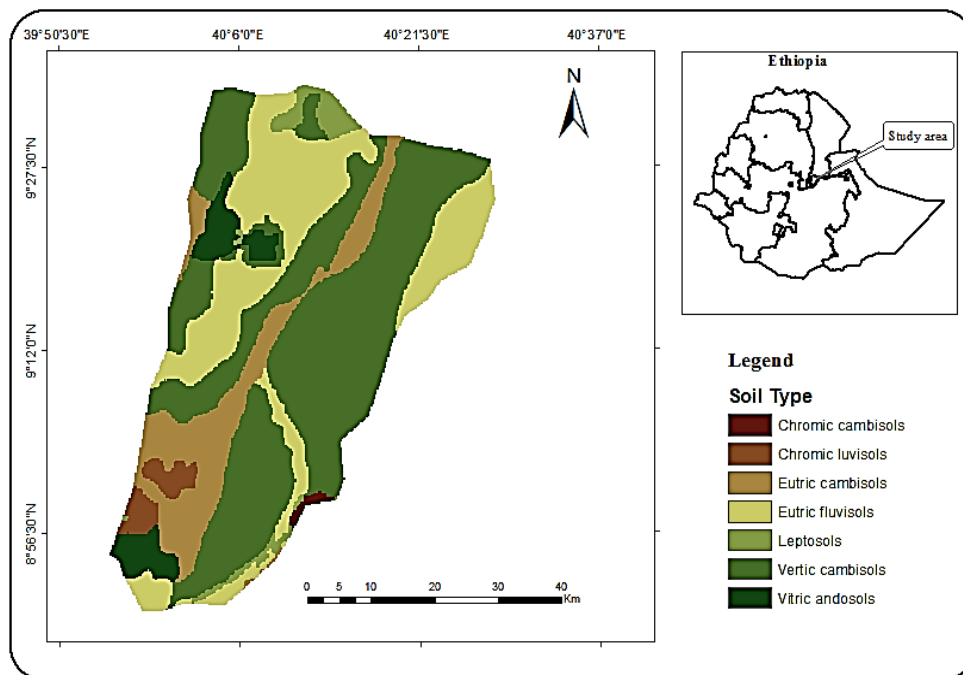 39°50'30"E 40°6'0"E 40°21'30"E 40°37'0"E
N
Ethiopia
Study area
9°27'30"N
9°12'0"N
8°56'30"N
Legend
Soil Type
Chromic cambisols
Chromic luvisols
Eutric cambisols
Eutric fluvisols
Leptosols
Vertic cambisols
Vitric andosols
0 5 10 20 30 40
Km